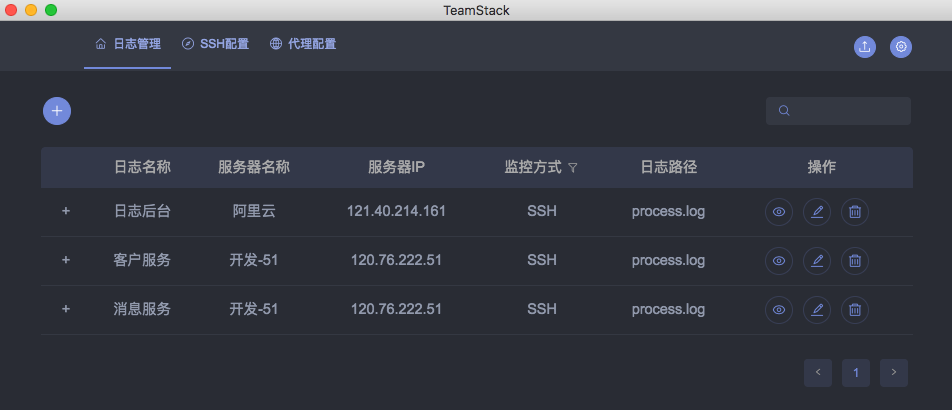 TeamStack
日志管理 SSH配置 代理配置
日志名称 服务器名称 服务器IP 监控方式 日志路径 操作
+ 日志后台 阿里云 121.40.214.161 SSH process.log
+ 客户服务 开发-51 120.76.222.51 SSH process.log
+ 消息服务 开发-51 120.76.222.51 SSH process.log
< 1 >